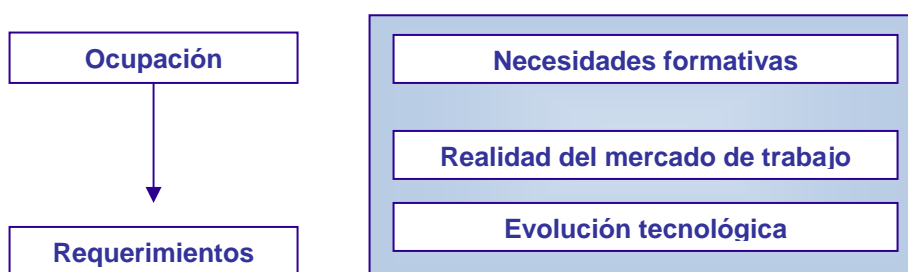 Ocupación
Necesidades formativas
Realidad del mercado de trabajo
Evolución tecnológica
Requerimientos